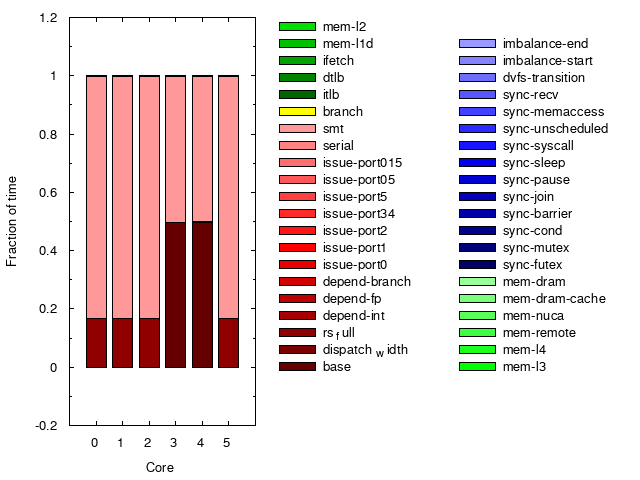 1.2
1
0.8
0.6
0.4
0.2
0
-0.2
Fraction of time
0 1 2 3 4 5
Core
mem-l2
mem-l1d
ifetch
dtlb
itlb
branch
smt
serial
issue-port015
issue-port05
issue-port5
issue-port34
issue-port2
issue-port1
issue-port0
depend-branch
depend-fp
depend-int
rsfull
dispatchwidth
base
imbalance-end
imbalance-start
dvfs-transition
sync-recv
sync-memaccess
sync-unscheduled
sync-syscall
sync-sleep
sync-pause
sync-join
sync-barrier
sync-cond
sync-mutex
sync-futex
mem-dram
mem-dram-cache
mem-nuca
mem-remote
mem-l4
mem-l3